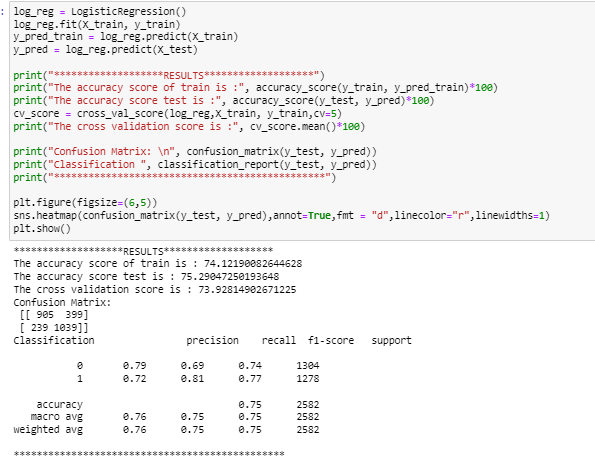 : log_reg = LogisticRegression()
log_reg.fit(X_train, y_train)
y_pred_train = log_reg.predict(X_train)
y_pred = log_reg.predict(X_test)
print("*******************RESULTS*******************")
print("The accuracy score of train is :", accuracy_score(y_train, y_pred_train)*100)
print("The accuracy score test is :", accuracy_score(y_test, y_pred)*100)
cv_score = cross_val_score(log_reg,X_train, y_train,cv=5)
print("The cross validation score is :", cv_score.mean()*100)
print("Confusion Matrix: \n", confusion_matrix(y_test, y_pred))
print("Classification ", classification_report(y_test, y_pred))
print("***********************************************")
plt.figure(figsize=(6,5))
sns.heatmap(confusion_matrix(y_test, y_pred),annot=True,fmt = "d",linecolor="r",linewidths=1)
plt.show()
*******************RESULTS*******************
The accuracy score of train is : 74.12190082644628
The accuracy score test is : 75.29047250193648
The cross validation score is : 73.92814902671225
Confusion Matrix:
[[ 905  399]
[ 239 1039]]
Classification                precision    recall  f1-score   support
0       0.79      0.69      0.74      1304
1       0.72      0.81      0.77      1278
accuracy                           0.75      2582
macro avg       0.76      0.75      0.75      2582
weighted avg       0.76      0.75      0.75      2582
***********************************************